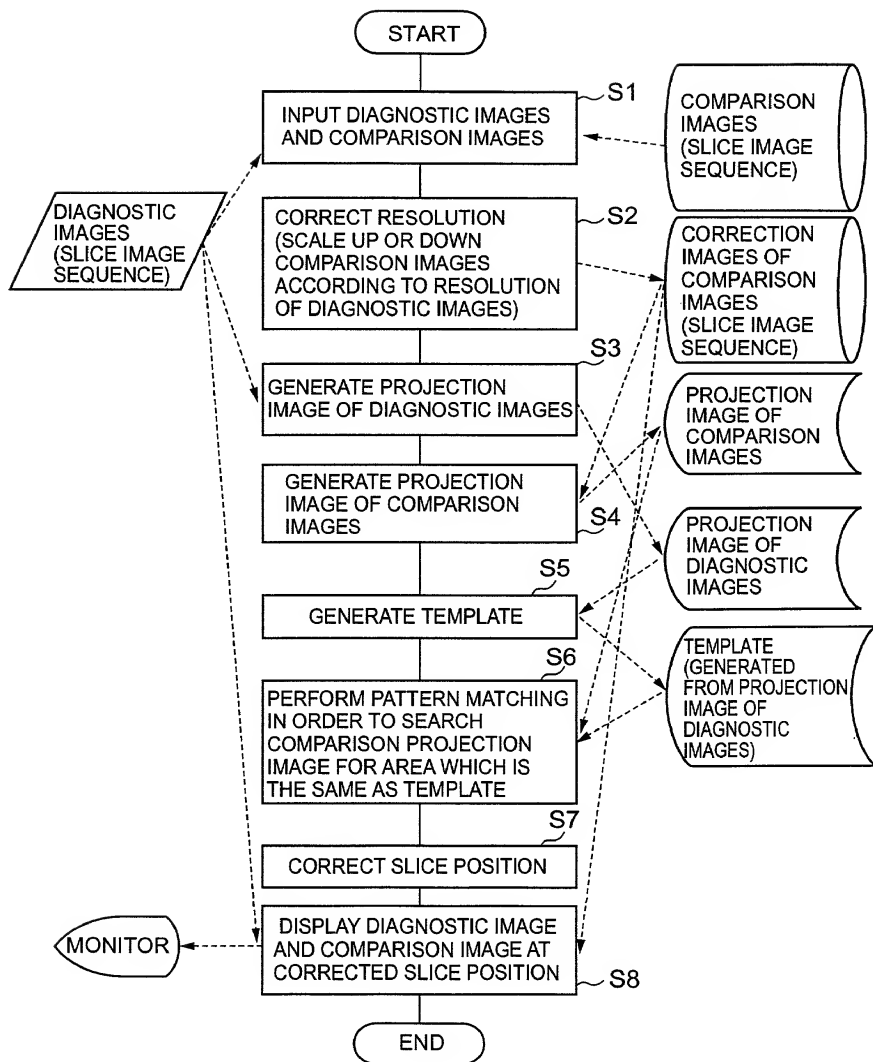 START
S1
INPUT DIAGNOSTIC IMAGES
AND COMPARISON IMAGES
COMPARISON
IMAGES
(SLICE IMAGE
SEQUENCE)
DIAGNOSTIC
IMAGES
(SLICE IMAGE
SEQUENCE)
S2
CORRECT RESOLUTION
(SCALE UP OR DOWN
COMPARISON IMAGES
ACCORDING TO RESOLUTION
OF DIAGNOSTIC IMAGES)
CORRECTION
IMAGES OF
COMPARISON
IMAGES
(SLICE IMAGE
SEQUENCE)
S3
GENERATE PROJECTION
IMAGE OF DIAGNOSTIC IMAGES
PROJECTION
IMAGE OF
COMPARISON
IMAGES
GENERATE PROJECTION
IMAGE OF COMPARISON
IMAGES
S4
PROJECTION
IMAGE OF
DIAGNOSTIC
IMAGES
S5
GENERATE TEMPLATE
TEMPLATE
(GENERATED
FROM PROJECTION
IMAGE OF
DIAGNOSTIC
IMAGES)
S6
PERFORM PATTERN MATCHING
IN ORDER TO SEARCH
COMPARISON PROJECTION
IMAGE FOR AREA WHICH IS
THE SAME AS TEMPLATE
S7
CORRECT SLICE POSITION
DISPLAY DIAGNOSTIC IMAGE
AND COMPARISON IMAGE AT
CORRECTED SLICE POSITION
S8
MONITOR
END